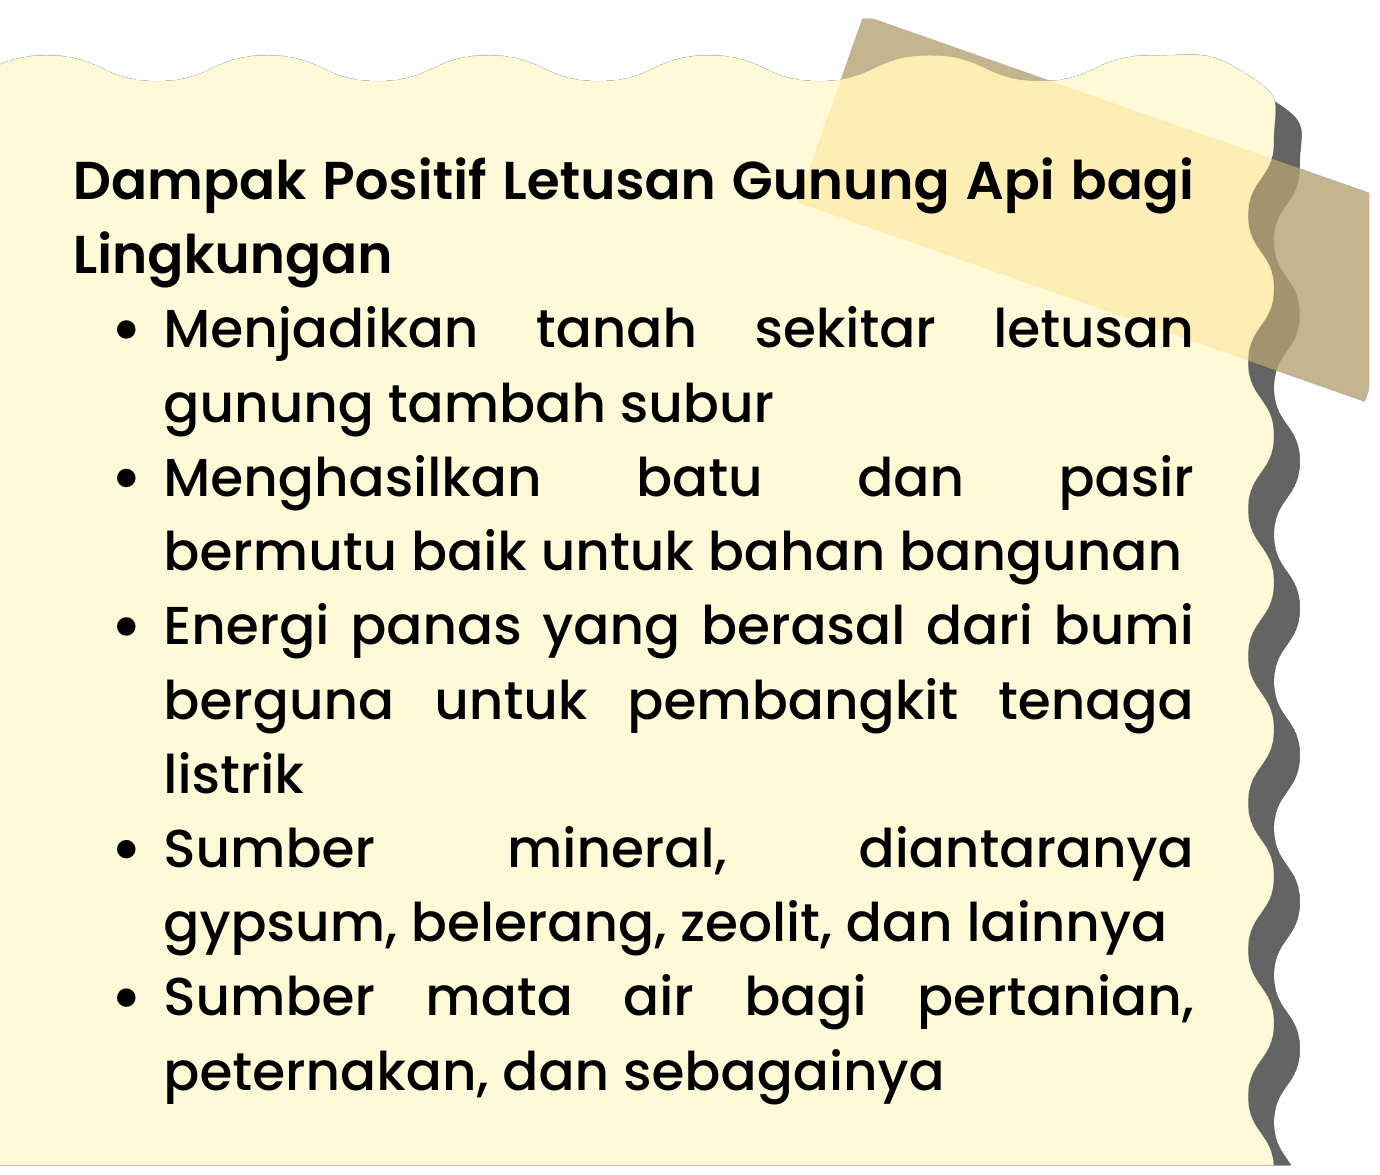 Dampak Positif Letusan Gunung Api bagi
Lingkungan
• Menjadikan tanah sekitar letusan
gunung tambah subur
• Menghasilkan batu dan pasir
bermutu baik untuk bahan bangunan
• Energi panas yang berasal dari bumi
berguna untuk pembangkit tenaga
listrik
• Sumber mineral, diantaranya
gypsum, belerang, zeolit, dan lainnya
• Sumber mata air bagi pertanian,
peternakan, dan sebagainya